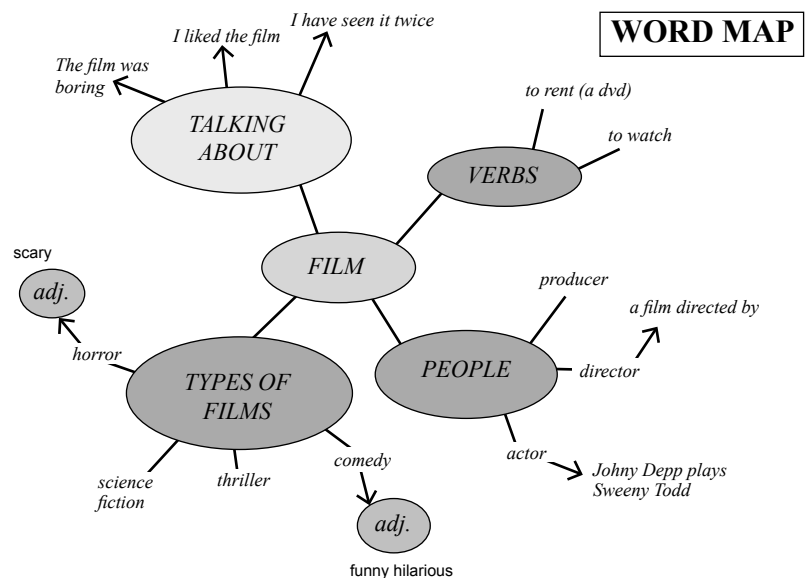 WORD MAP
I have seen it twice
I liked the film
The film was
boring
TALKING
ABOUT
to rent (a dvd)
to watch
VERBS
FILM
scary
adj.
horror
TYPES OF
FILMS
science
fiction
thriller
comedy
adj.
funny hilarious
PEOPLE
producer
a film directed by
director
actor
Johny Depp plays
Sweeny Todd